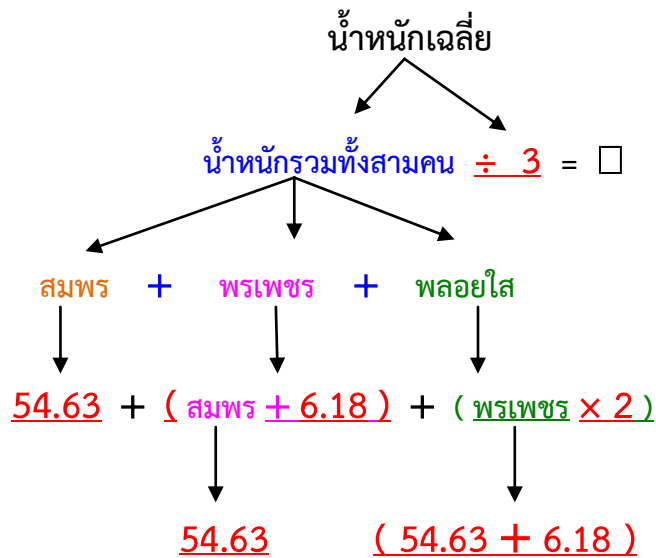 น้ำหนักเฉลี่ย
น้ำหนักรวมทั้งสามคน ÷ 3 = □
สมพร + พรเพชร + พลอยใส
54.63 + ( สมพร + 6.18 ) + ( พรเพชร × 2 )
54.63 ( 54.63 + 6.18 )